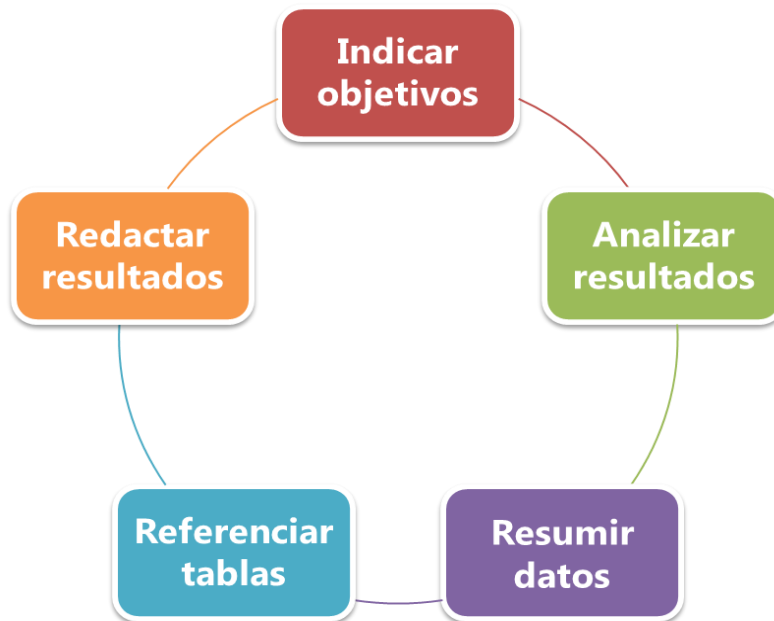 Indicar
objetivos
Analizar
resultados
Resumir
datos
Referenciar
tablas
Redactar
resultados